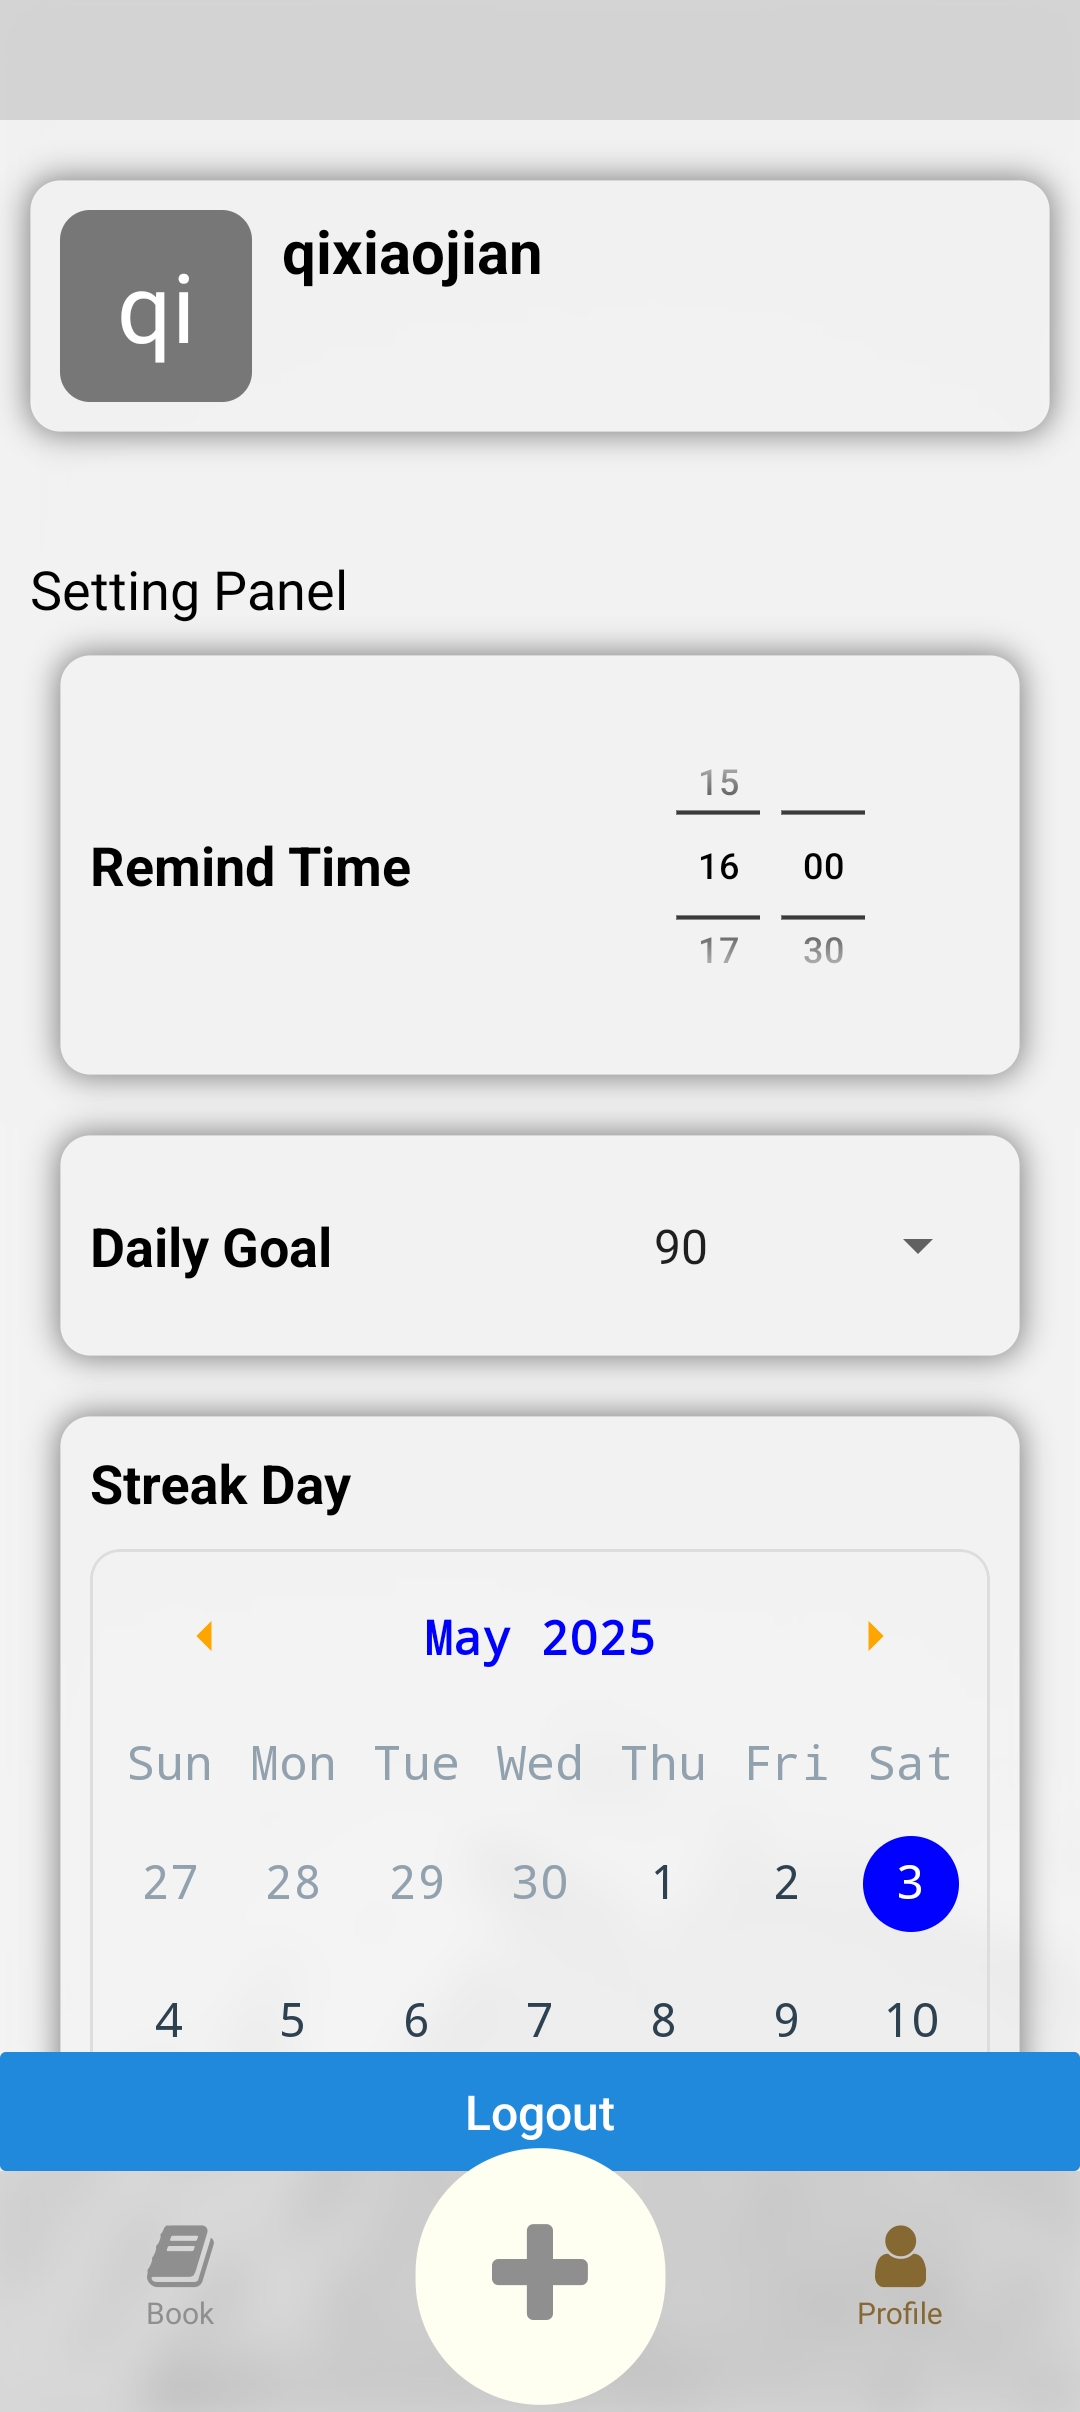 qi
qixiaojian
Setting Panel
15
Remind Time 16 00
17 30
Daily Goal 90
Streak Day
May 2025
Sun Mon Tue Wed Thu Fri Sat
27 28 29 30 1 2 3
4 5 6 7 8 9 10
Logout
Book Profile